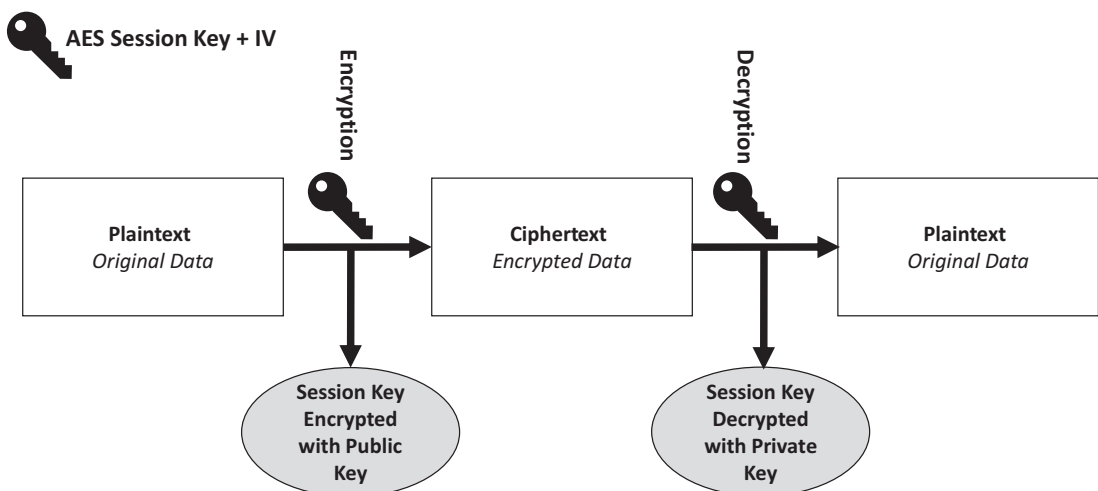 AES Session Key + IV
Encryption
Decryption
Plaintext
Original Data
Ciphertext
Encrypted Data
Plaintext
Original Data
Session Key
Encrypted
with Public
Key
Session Key
Decrypted
with Private
Key